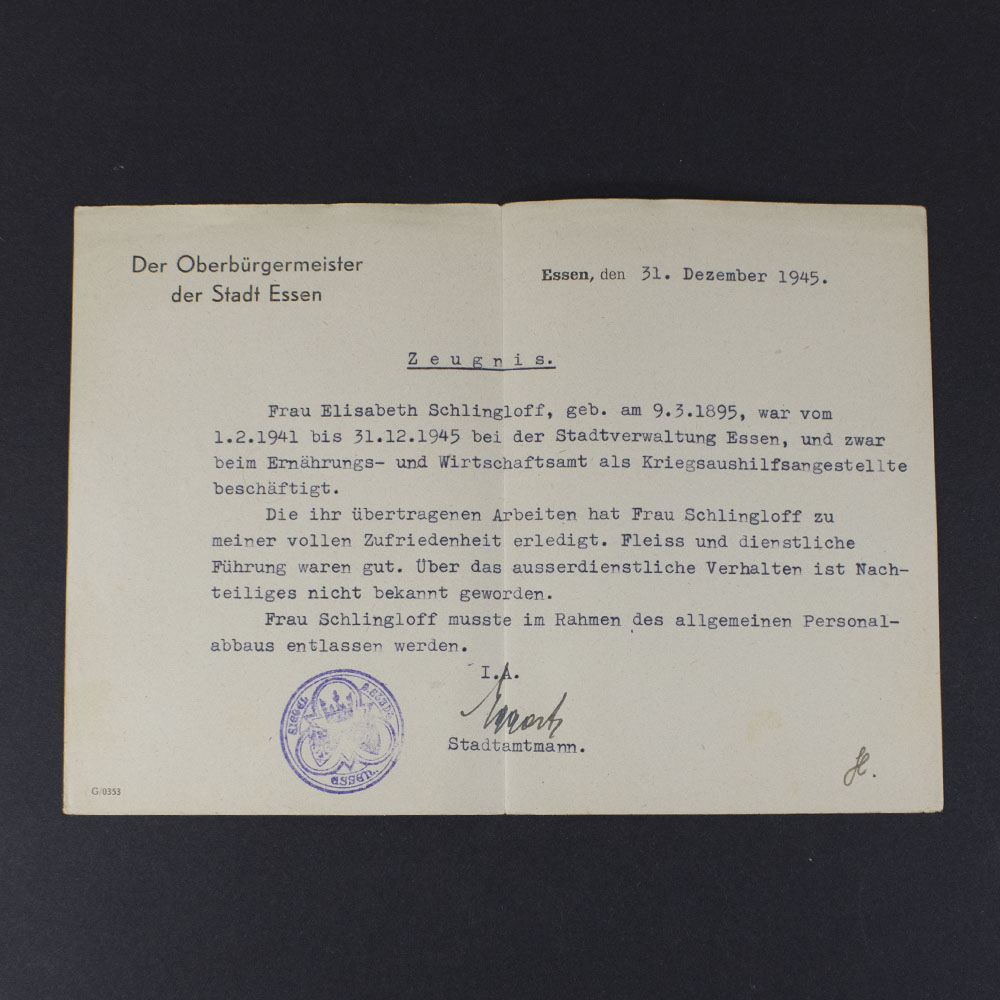 Der Oberbürgermeister
der Stadt Essen
Essen, den 31. Dezember 1945.
Zeugnis.
Frau Elisabeth Schlingloff, geb. am 9.3.1895, war vom
1.2.1941 bis 31.12.1945 bei der Stadtverwaltung Essen, und zwar
beim Ernährungs- und Wirtschaftsamt als Kriegsaushilfsangestellte
beschäftigt.
Die ihr übertragenen Arbeiten hat Frau Schlingloff zu
meiner vollen Zufriedenheit erledigt. Fleiss und dienstliche
Führung waren gut. Über das ausserdienstliche Verhalten ist Nach-
teiliges nicht bekannt geworden.
Frau Schlingloff musste im Rahmen des allgemeinen Personal-
abbaus entlassen werden.
I.A.
Stadtamtmann.
G/0353